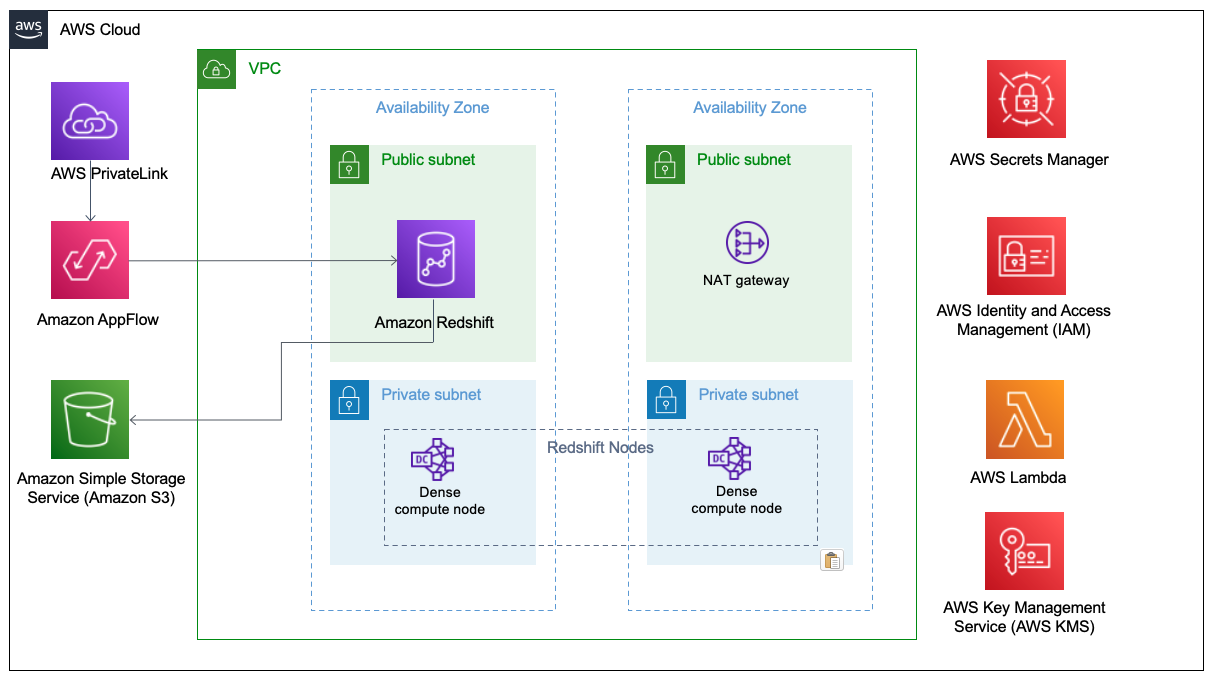 aws
AWS Cloud
VPC
Availability Zone
Availability Zone
AWS PrivateLink
Public subnet
Public subnet
AWS Secrets Manager
Amazon AppFlow
Amazon Redshift
NAT gateway
AWS Identity and Access
Management (IAM)
Private subnet
Private subnet
Redshift Nodes
DC
Dense
compute node
DC
Dense
compute node
Amazon Simple Storage
Service (Amazon S3)
AWS Lambda
AWS Key Management
Service (AWS KMS)